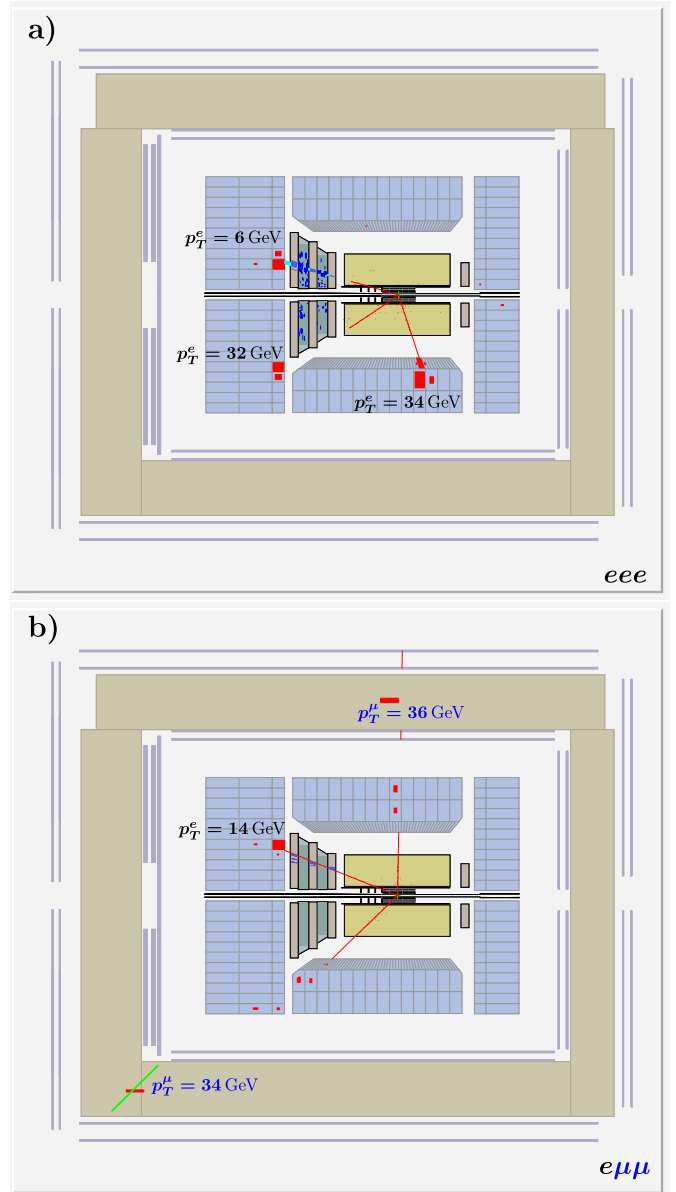 a)
p_T^e = 6 GeV
p_T^e = 32 GeV
p_T^e = 34 GeV
eee
b)
p_T^μ = 36 GeV
p_T^e = 14 GeV
p_T^μ = 34 GeV
eμμ